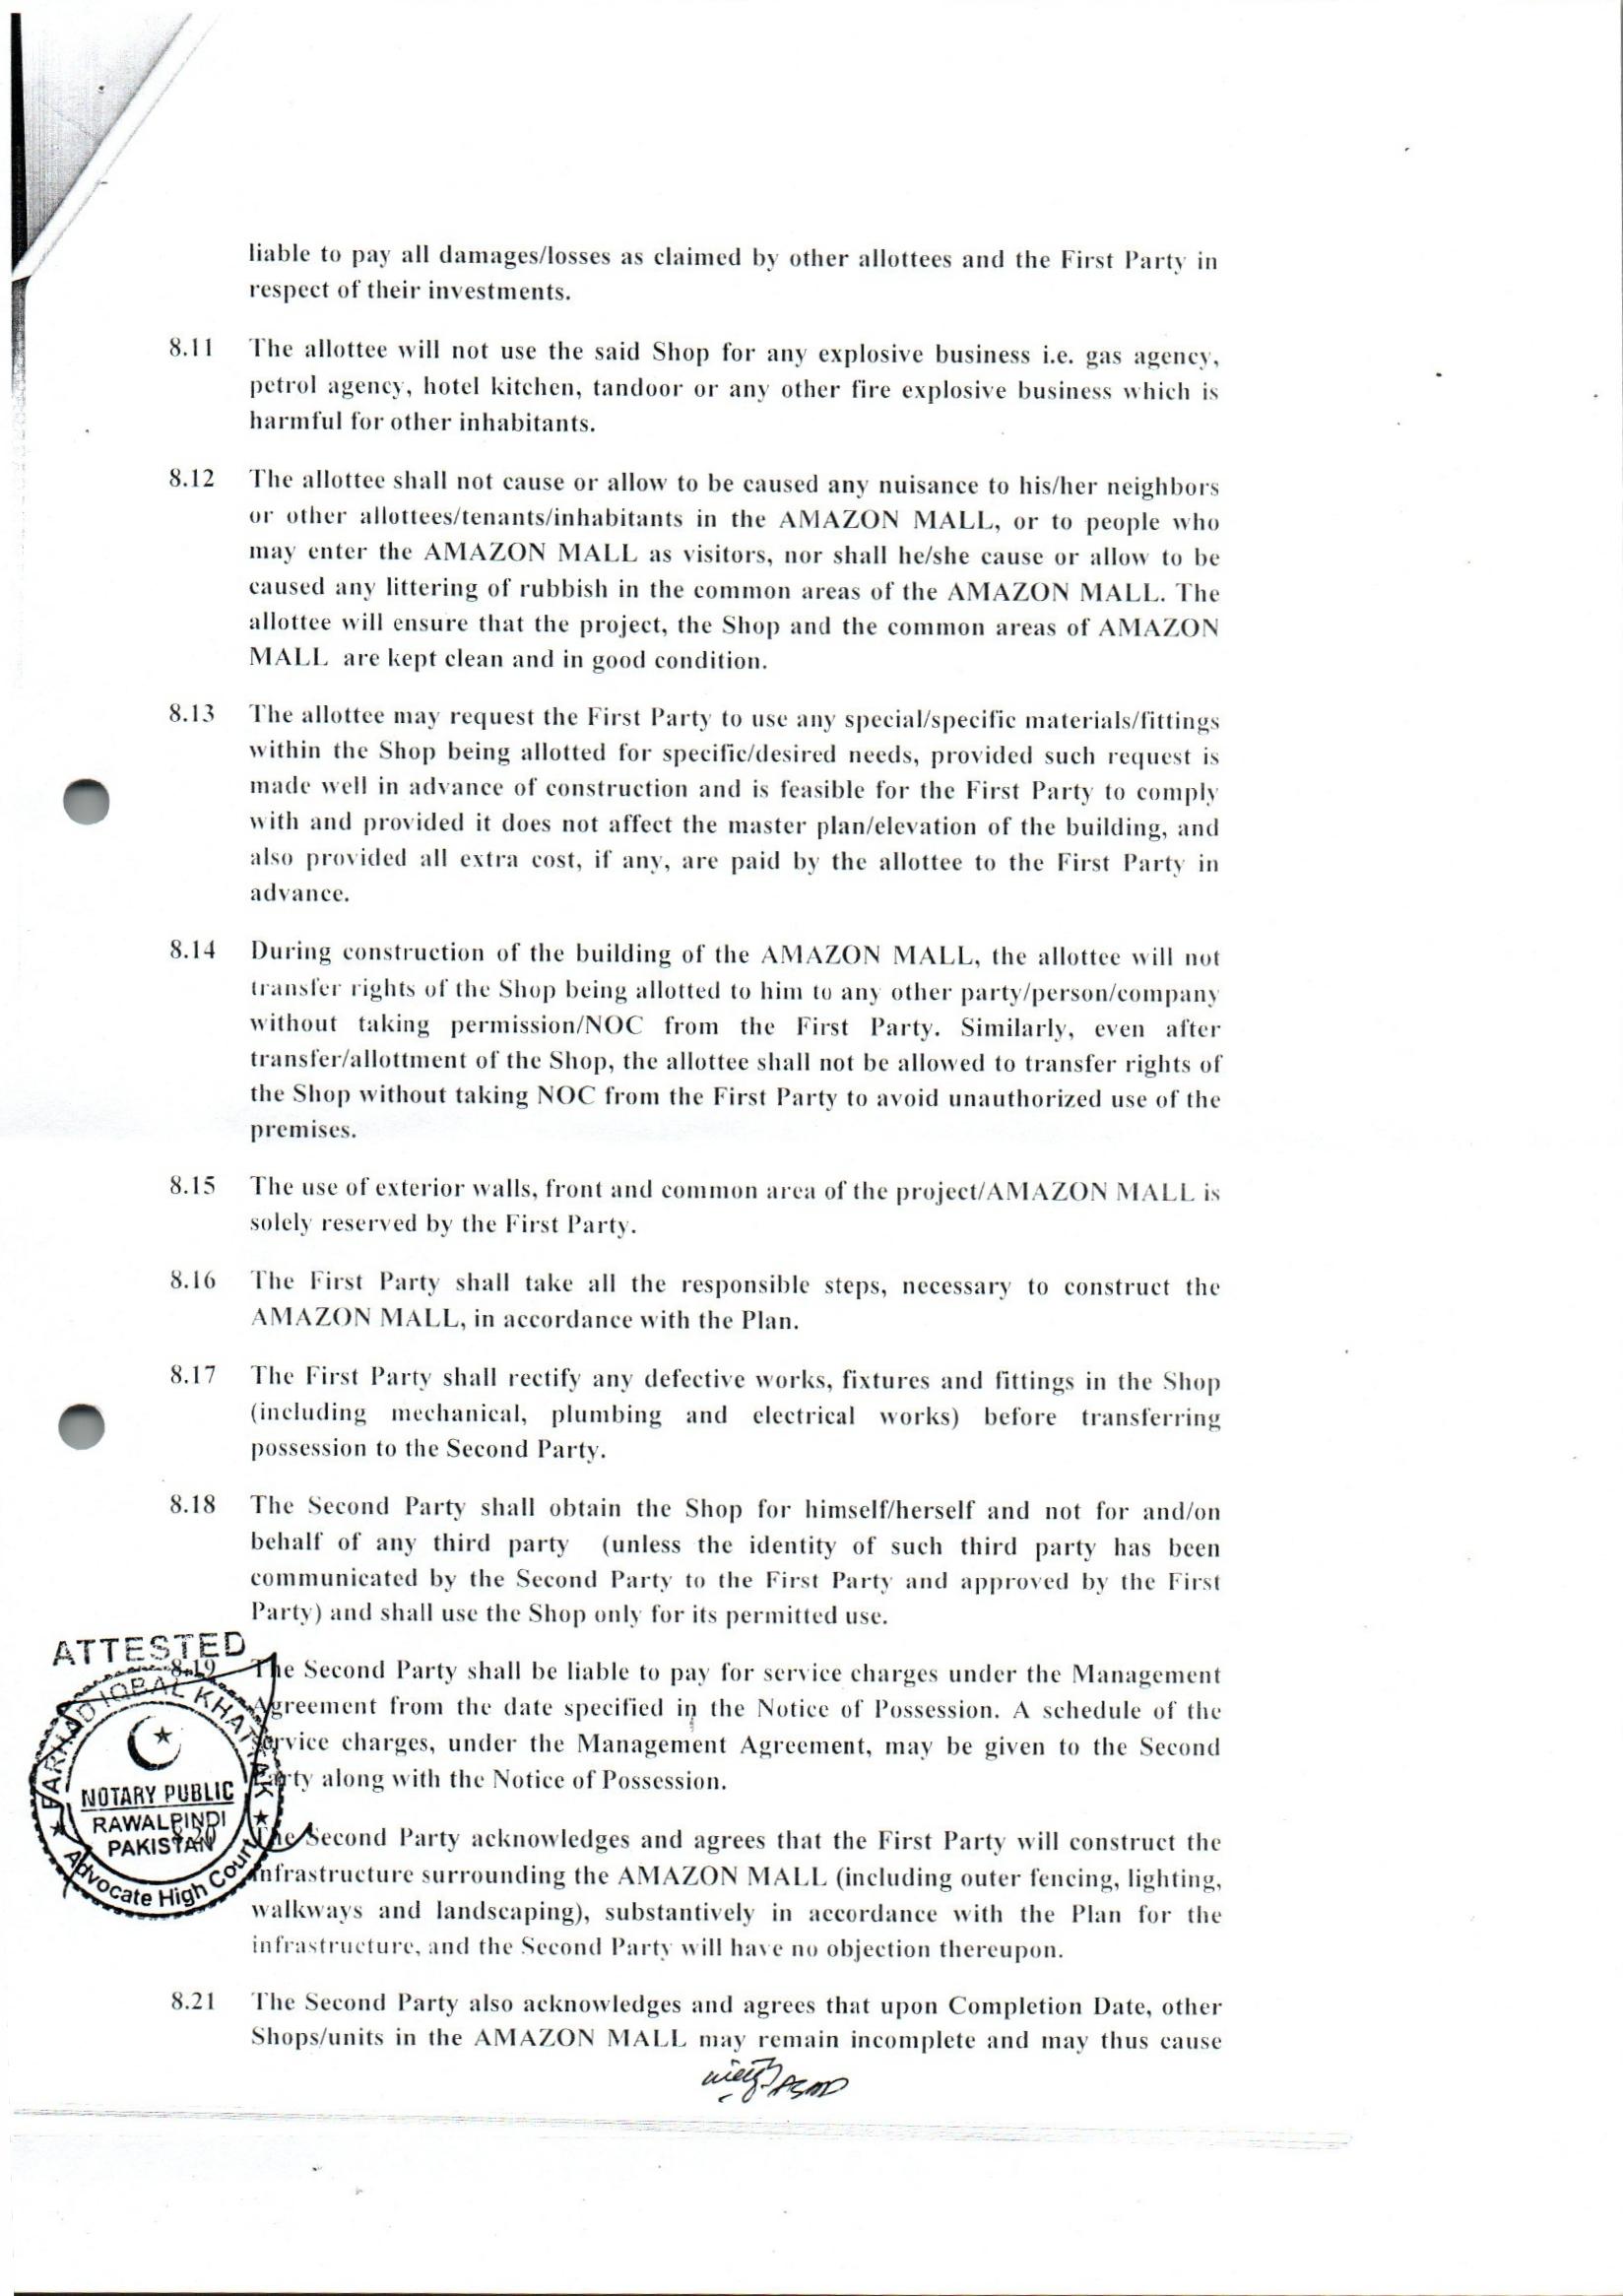 liable to pay all damages/losses as claimed by other allottees and the First Party in
respect of their investments.
8.11 The allottee will not use the said Shop for any explosive business i.e. gas agency,
petrol agency, hotel kitchen, tandoor or any other fire explosive business which is
harmful for other inhabitants.
8.12 The allottee shall not cause or allow to be caused any nuisance to his/her neighbors
or other allottees/tenants/inhabitants in the AMAZON MALL, or to people who
may enter the AMAZON MALL as visitors, nor shall he/she cause or allow to be
caused any littering of rubbish in the common areas of the AMAZON MALL. The
allottee will ensure that the project, the Shop and the common areas of AMAZON
MALL are kept clean and in good condition.
8.13 The allottee may request the First Party to use any special/specific materials/fittings
within the Shop being allotted for specific/desired needs, provided such request is
made well in advance of construction and is feasible for the First Party to comply
with and provided it does not affect the master plan/elevation of the building, and
also provided all extra cost, if any, are paid by the allottee to the First Party in
advance.
8.14 During construction of the building of the AMAZON MALL, the allottee will not
transfer rights of the Shop being allotted to him to any other party/person/company
without taking permission/NOC from the First Party. Similarly, even after
transfer/allottment of the Shop, the allottee shall not be allowed to transfer rights of
the Shop without taking NOC from the First Party to avoid unauthorized use of the
premises.
8.15 The use of exterior walls, front and common area of the project/AMAZON MALL is
solely reserved by the First Party.
8.16 The First Party shall take all the responsible steps, necessary to construct the
AMAZON MALL, in accordance with the Plan.
8.17 The First Party shall rectify any defective works, fixtures and fittings in the Shop
(including mechanical, plumbing and electrical works) before transferring
possession to the Second Party.
8.18 The Second Party shall obtain the Shop for himself/herself and not for and/on
behalf of any third party (unless the identity of such third party has been
communicated by the Second Party to the First Party and approved by the First
Party) and shall use the Shop only for its permitted use.
ATTESTED
8.19 The Second Party shall be liable to pay for service charges under the Management
Agreement from the date specified in the Notice of Possession. A schedule of the
service charges, under the Management Agreement, may be given to the Second
Party along with the Notice of Possession.
FARHAD IQBAL KHATTAK
NOTARY PUBLIC
RAWALPINDI
PAKISTAN
Advocate High Court
8.20 The Second Party acknowledges and agrees that the First Party will construct the
infrastructure surrounding the AMAZON MALL (including outer fencing, lighting,
walkways and landscaping), substantively in accordance with the Plan for the
infrastructure, and the Second Party will have no objection thereupon.
8.21 The Second Party also acknowledges and agrees that upon Completion Date, other
Shops/units in the AMAZON MALL may remain incomplete and may thus cause